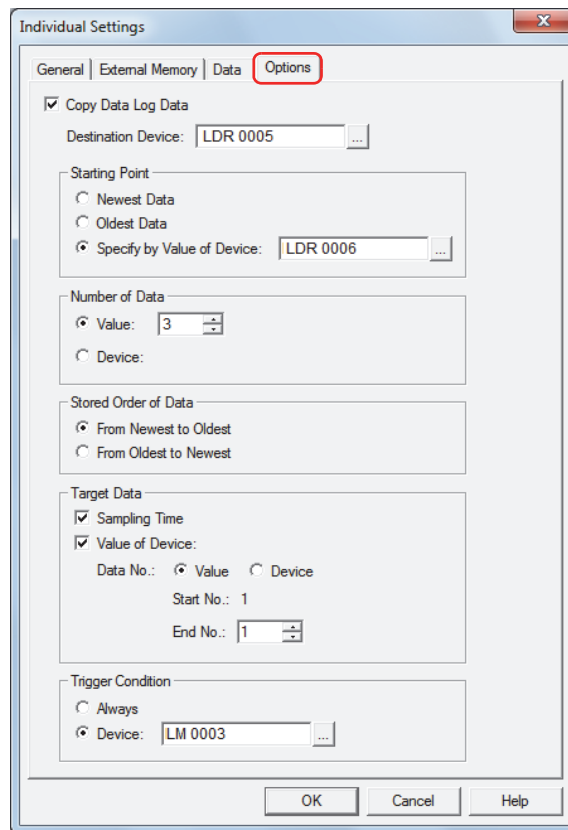 Individual Settings
General External Memory Data Options
Copy Data Log Data
Destination Device: LDR 0005 ...
Starting Point
Newest Data
Oldest Data
Specify by Value of Device: LDR 0006 ...
Number of Data
Value: 3
Device:
Stored Order of Data
From Newest to Oldest
From Oldest to Newest
Target Data
Sampling Time
Value of Device:
Data No.: Value Device
Start No.: 1
End No.: 1
Trigger Condition
Always
Device: LM 0003 ...
OK Cancel Help